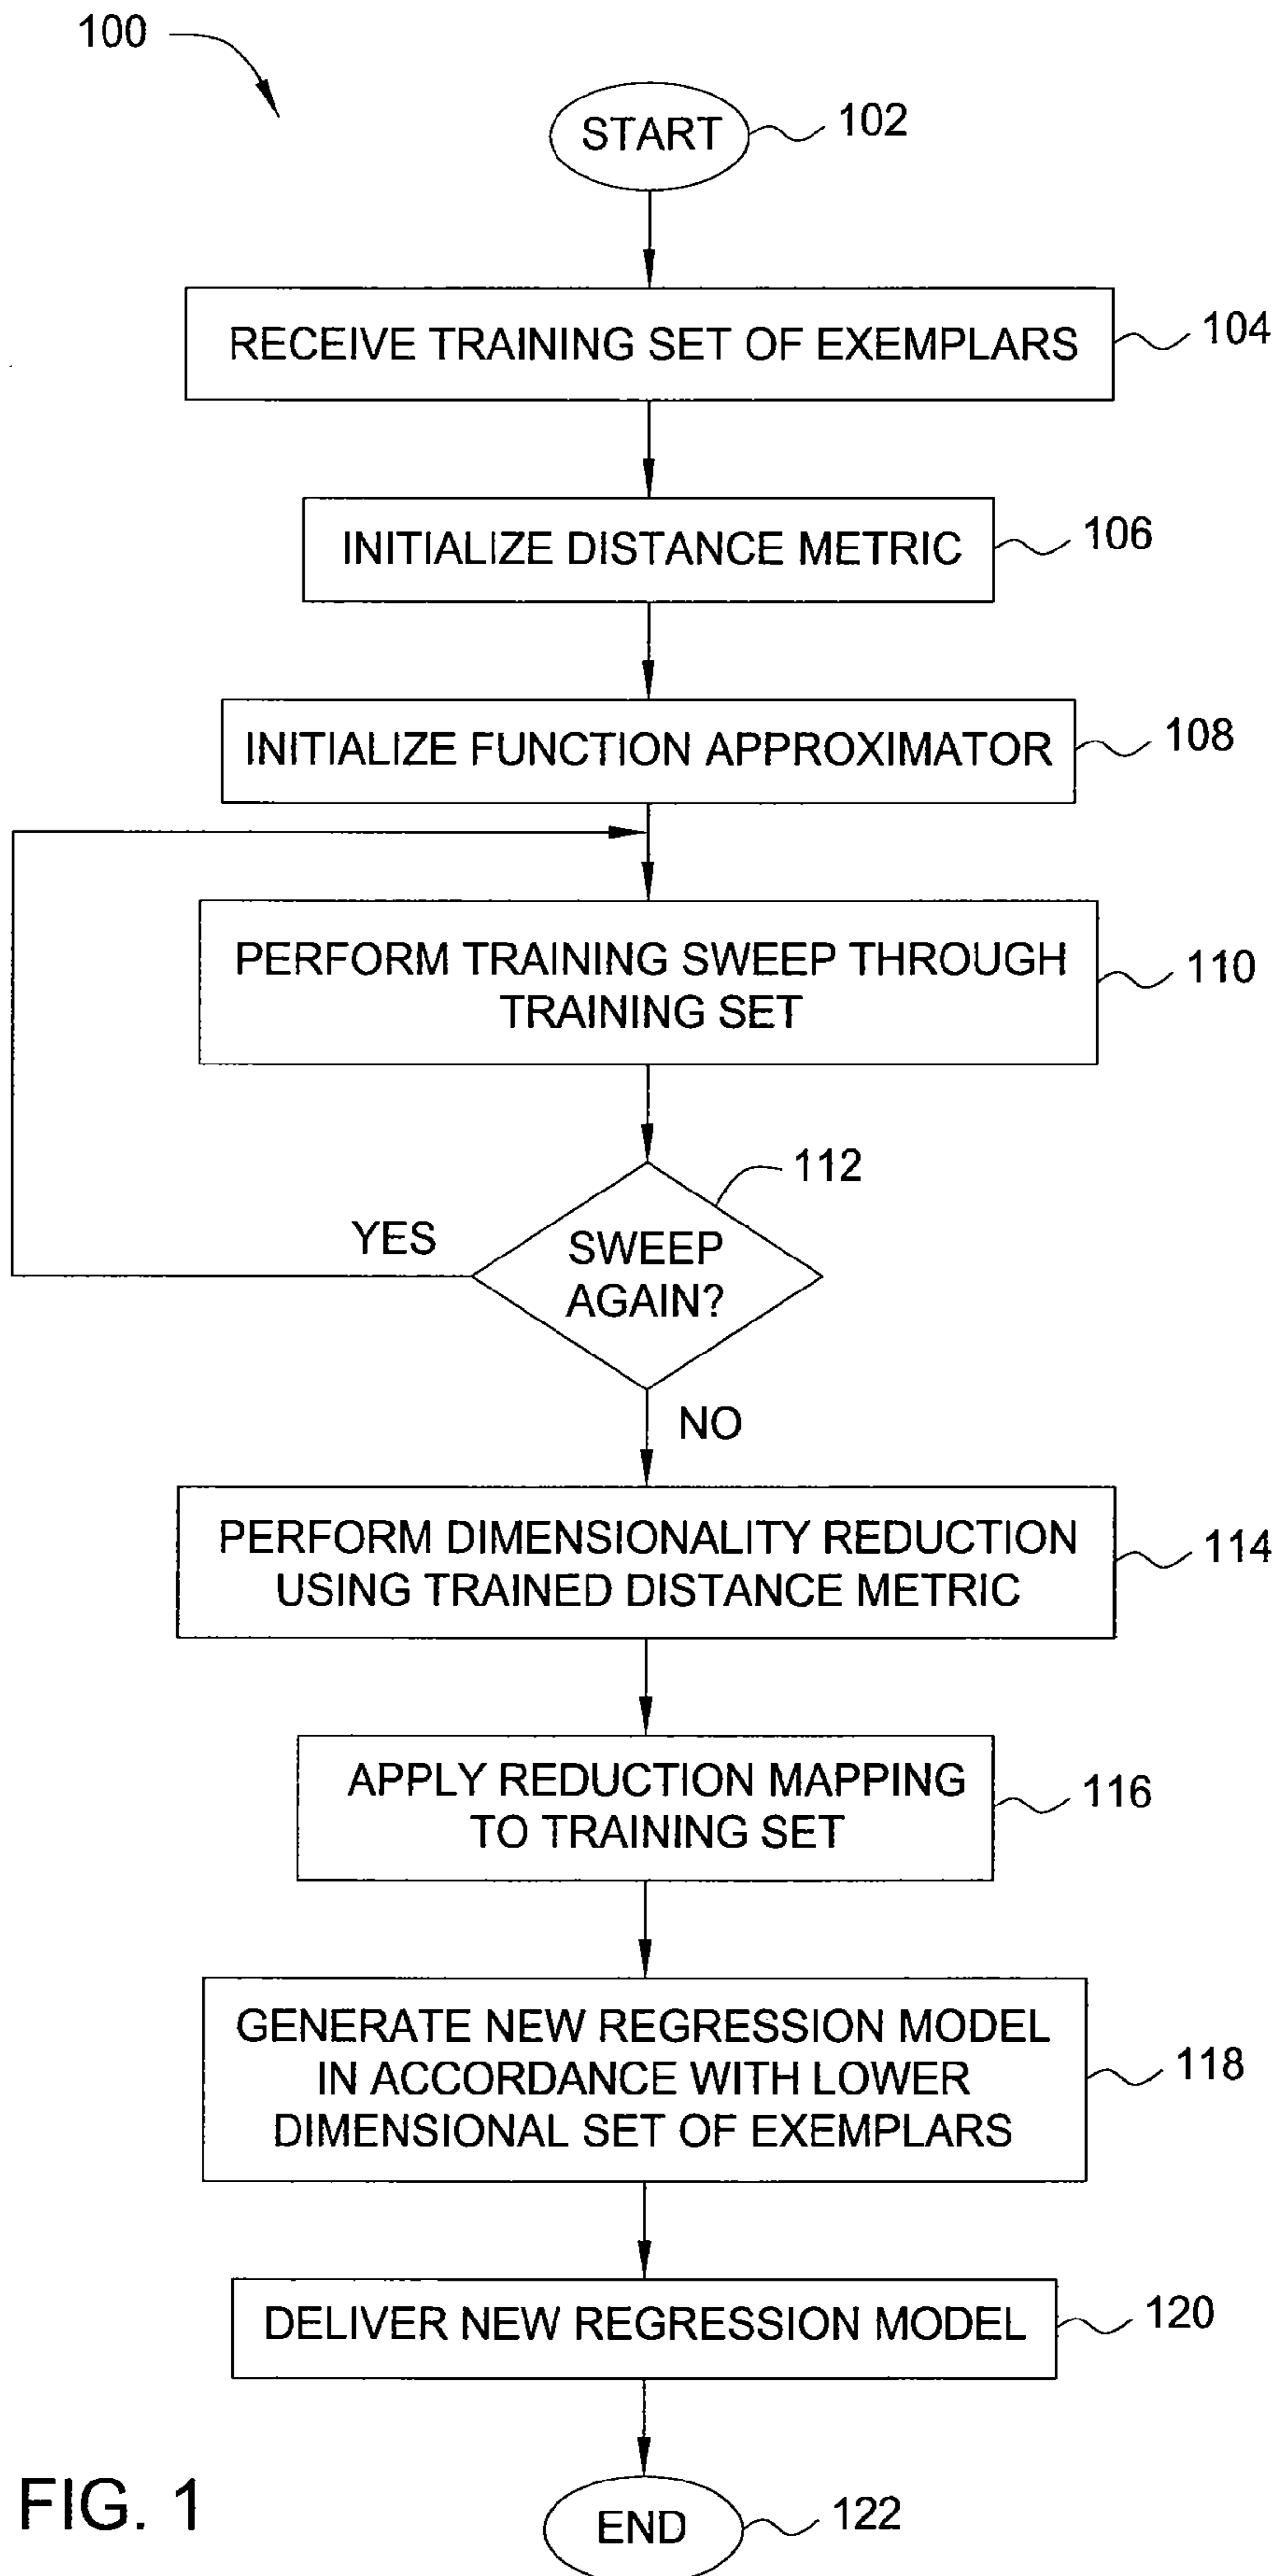 100
START
102
RECEIVE TRAINING SET OF EXEMPLARS
104
INITIALIZE DISTANCE METRIC
106
INITIALIZE FUNCTION APPROXIMATOR
108
PERFORM TRAINING SWEEP THROUGH
TRAINING SET
110
112
YES
SWEEP
AGAIN?
NO
PERFORM DIMENSIONALITY REDUCTION
USING TRAINED DISTANCE METRIC
114
APPLY REDUCTION MAPPING
TO TRAINING SET
116
GENERATE NEW REGRESSION MODEL
IN ACCORDANCE WITH LOWER
DIMENSIONAL SET OF EXEMPLARS
118
DELIVER NEW REGRESSION MODEL
120
FIG. 1
END
122